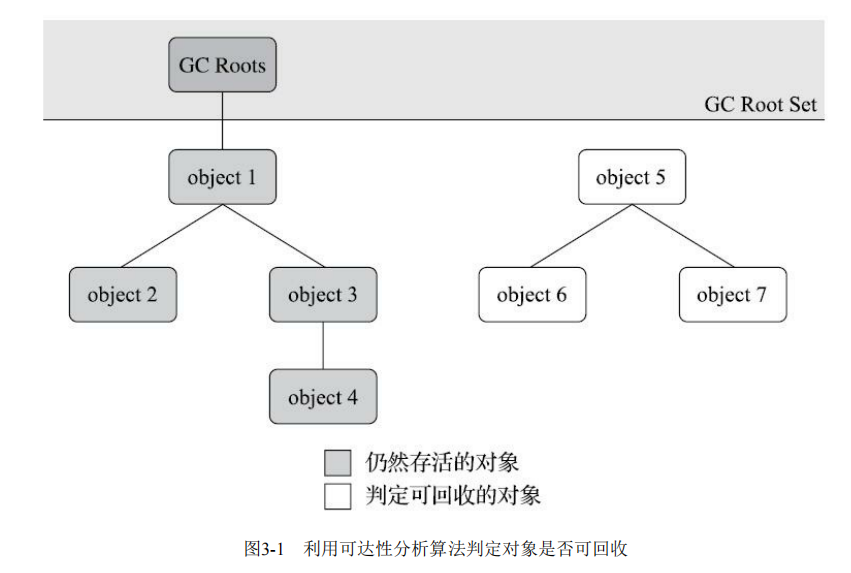 GC Roots
GC Root Set
object 1
object 5
object 2
object 3
object 6
object 7
object 4
仍然存活的对象
判定可回收的对象
图3-1 利用可达性分析算法判定对象是否可回收